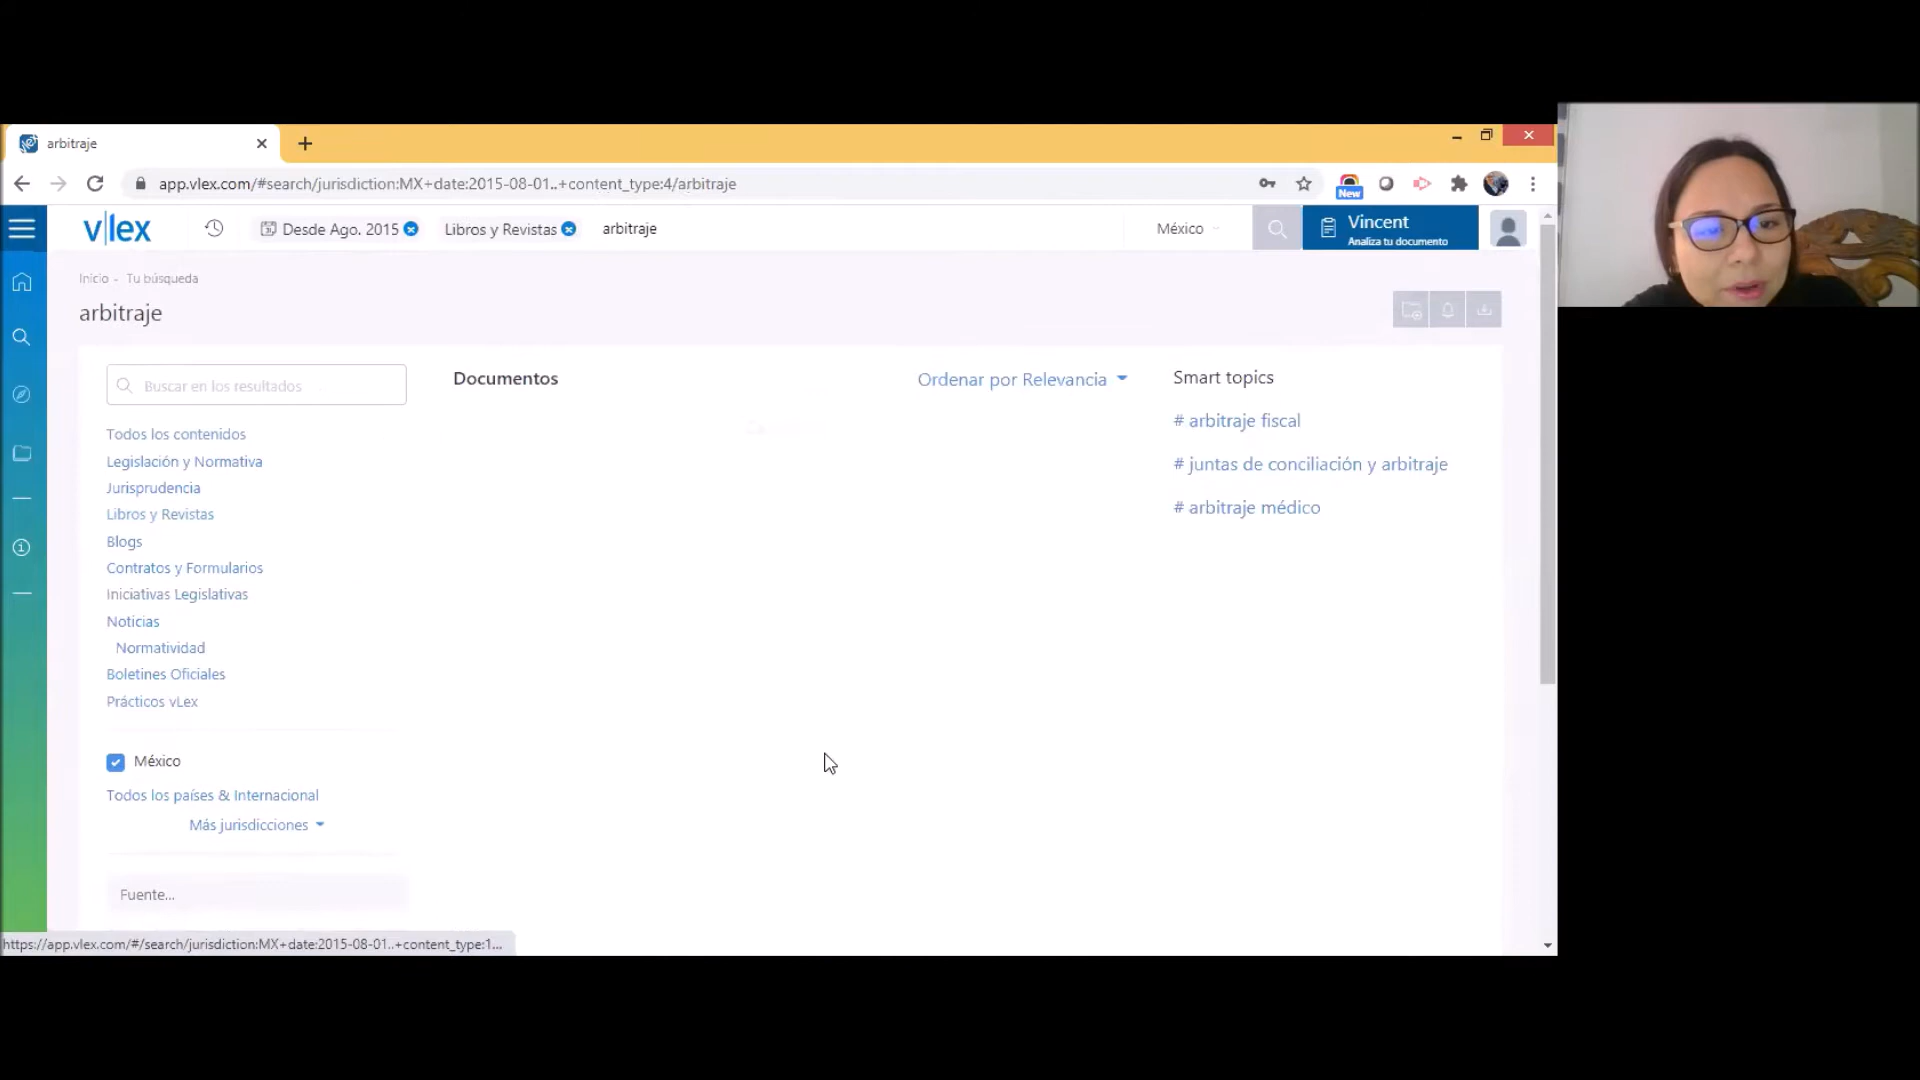 arbitraje
app.vlex.com/#search/jurisdiction:MX+date:2015-08-01..+content_type:4/arbitraje
New
v|lex
Desde Ago. 2015
Libros y Revistas
arbitraje
México
Vincent
Analiza tu documento
Inicio - Tu búsqueda
arbitraje
Buscar en los resultados
Todos los contenidos
Legislación y Normativa
Jurisprudencia
Libros y Revistas
Blogs
Contratos y Formularios
Iniciativas Legislativas
Noticias
Normatividad
Boletines Oficiales
Prácticos vLex
México
Todos los países & Internacional
Más jurisdicciones
Fuente...
Documentos
Ordenar por Relevancia
Smart topics
# arbitraje fiscal
# juntas de conciliación y arbitraje
# arbitraje médico
https://app.vlex.com/#/search/jurisdiction:MX+date:2015-08-01..+content_type:1...